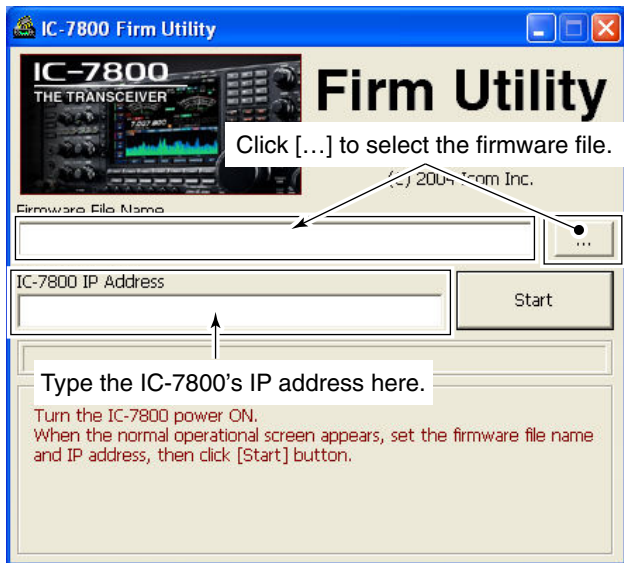 IC-7800 Firm Utility
IC-7800
THE TRANSCEIVER
Firm Utility
Click […] to select the firmware file.
(C) 2004 Icom Inc.
Firmware File Name
...
IC-7800 IP Address
Start
Type the IC-7800's IP address here.
Turn the IC-7800 power ON.
When the normal operational screen appears, set the firmware file name
and IP address, then click [Start] button.